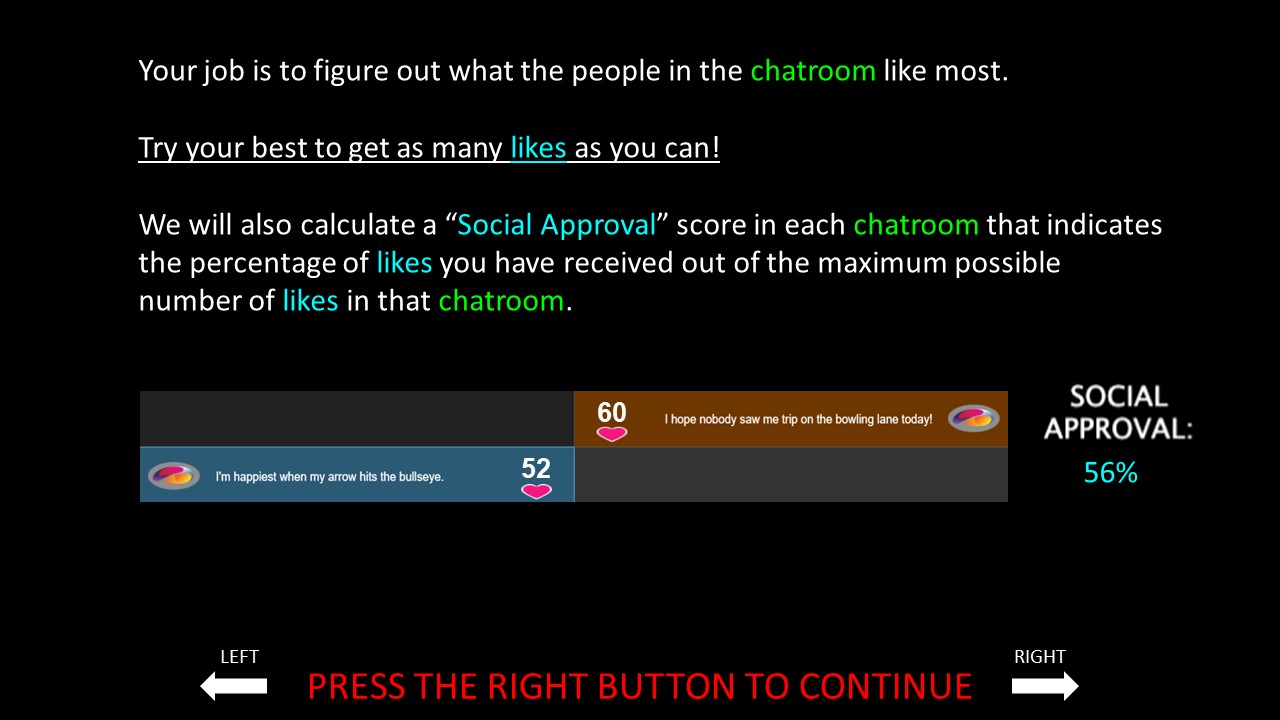 Your job is to figure out what the people in the chatroom like most.
Try your best to get as many likes as you can!
We will also calculate a “Social Approval” score in each chatroom that indicates
the percentage of likes you have received out of the maximum possible
number of likes in that chatroom.
60 I hope nobody saw me trip on the bowling lane today!
I'm happiest when my arrow hits the bullseye. 52
SOCIAL
APPROVAL:
56%
LEFT RIGHT
PRESS THE RIGHT BUTTON TO CONTINUE